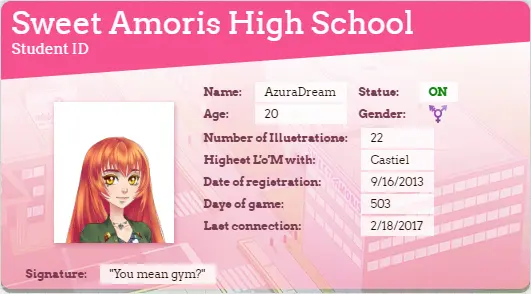 Sweet Amoris High School
Student ID
Name: AzuraDream Status: ON
Age: 20 Gender:
Number of Illustrations: 22
Highest Lo'M with: Castiel
Date of registration: 9/16/2013
Days of game: 503
Last connection: 2/18/2017
Signature: "You mean gym?"